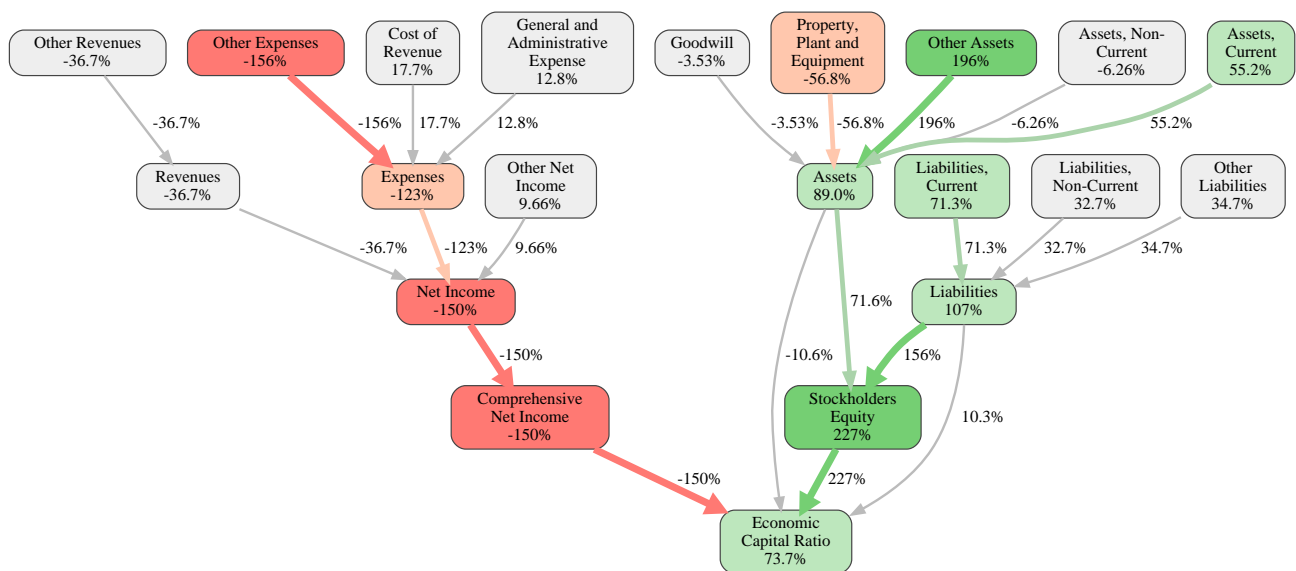 Other Revenues
-36.7%
Other Expenses
-156%
Cost of
Revenue
17.7%
General and
Administrative
Expense
12.8%
Goodwill
-3.53%
Property,
Plant and
Equipment
-56.8%
Other Assets
196%
Assets, Non-
Current
-6.26%
Assets,
Current
55.2%
-36.7%
-156%
17.7%
12.8%
-3.53%
-56.8%
196%
-6.26%
55.2%
Revenues
-36.7%
Expenses
-123%
Other Net
Income
9.66%
Assets
89.0%
Liabilities,
Current
71.3%
Liabilities,
Non-Current
32.7%
Other
Liabilities
34.7%
-36.7%
-123%
9.66%
71.3%
32.7%
34.7%
Net Income
-150%
71.6%
Liabilities
107%
-150%
-10.6%
156%
Comprehensive
Net Income
-150%
Stockholders
Equity
227%
10.3%
-150%
227%
Economic
Capital Ratio
73.7%